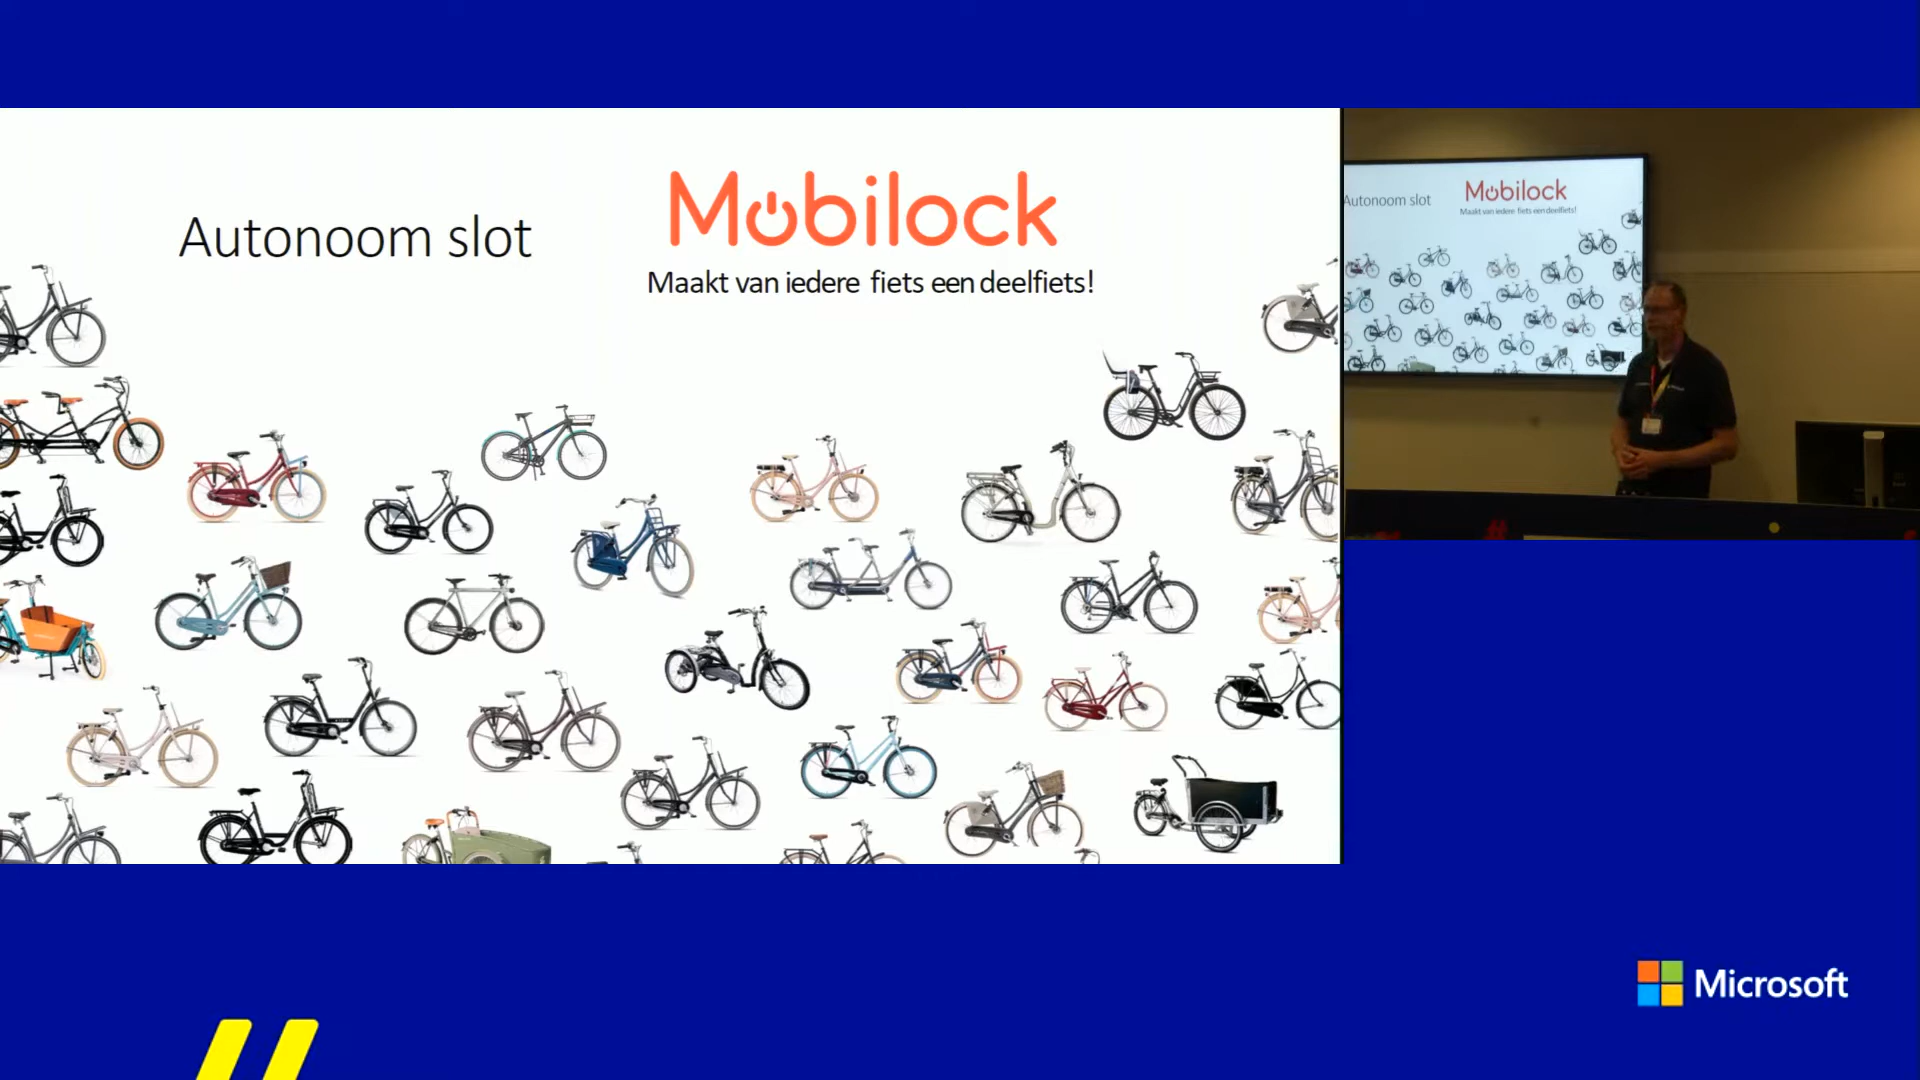 Autonoom slot
Mobilock
Maakt van iedere fiets een deelfiets!
Autonoom slot
Mobilock
Maakt van iedere fiets een deelfiets!
Microsoft